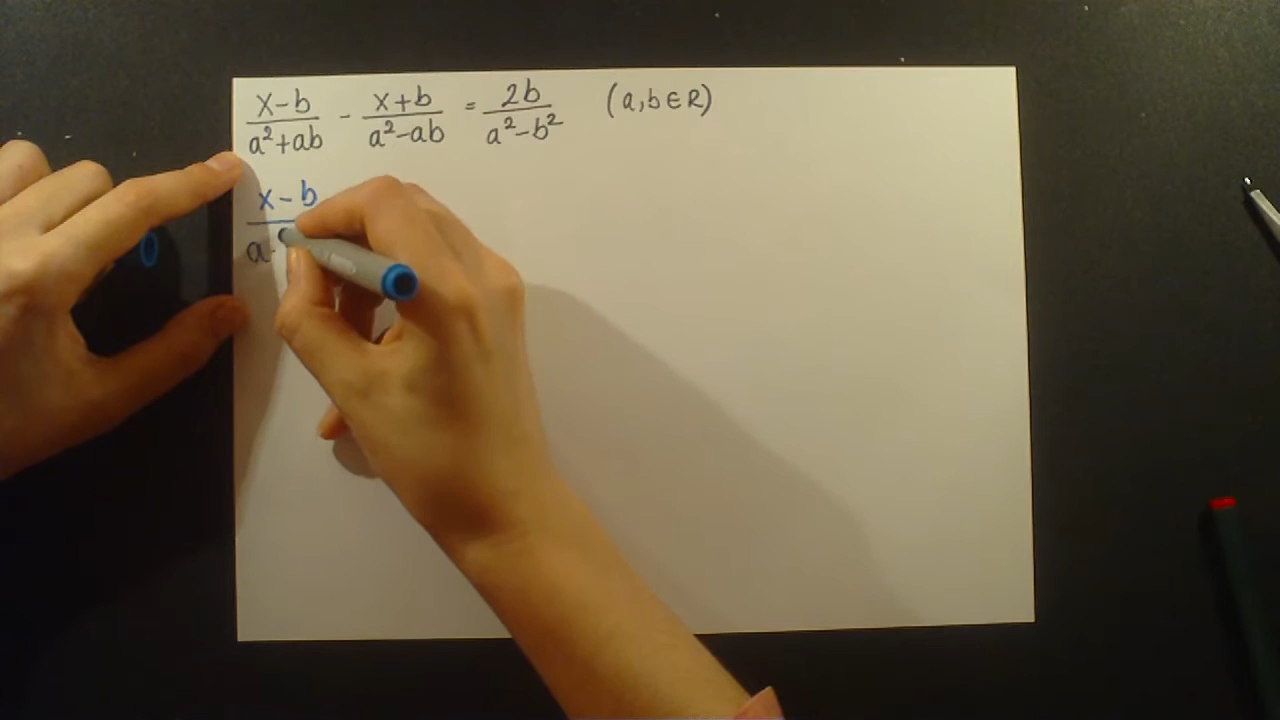 x-b/a²+ab - x+b/a²-ab = 2b/a²-b² (a,b∈R)
x-b/a·